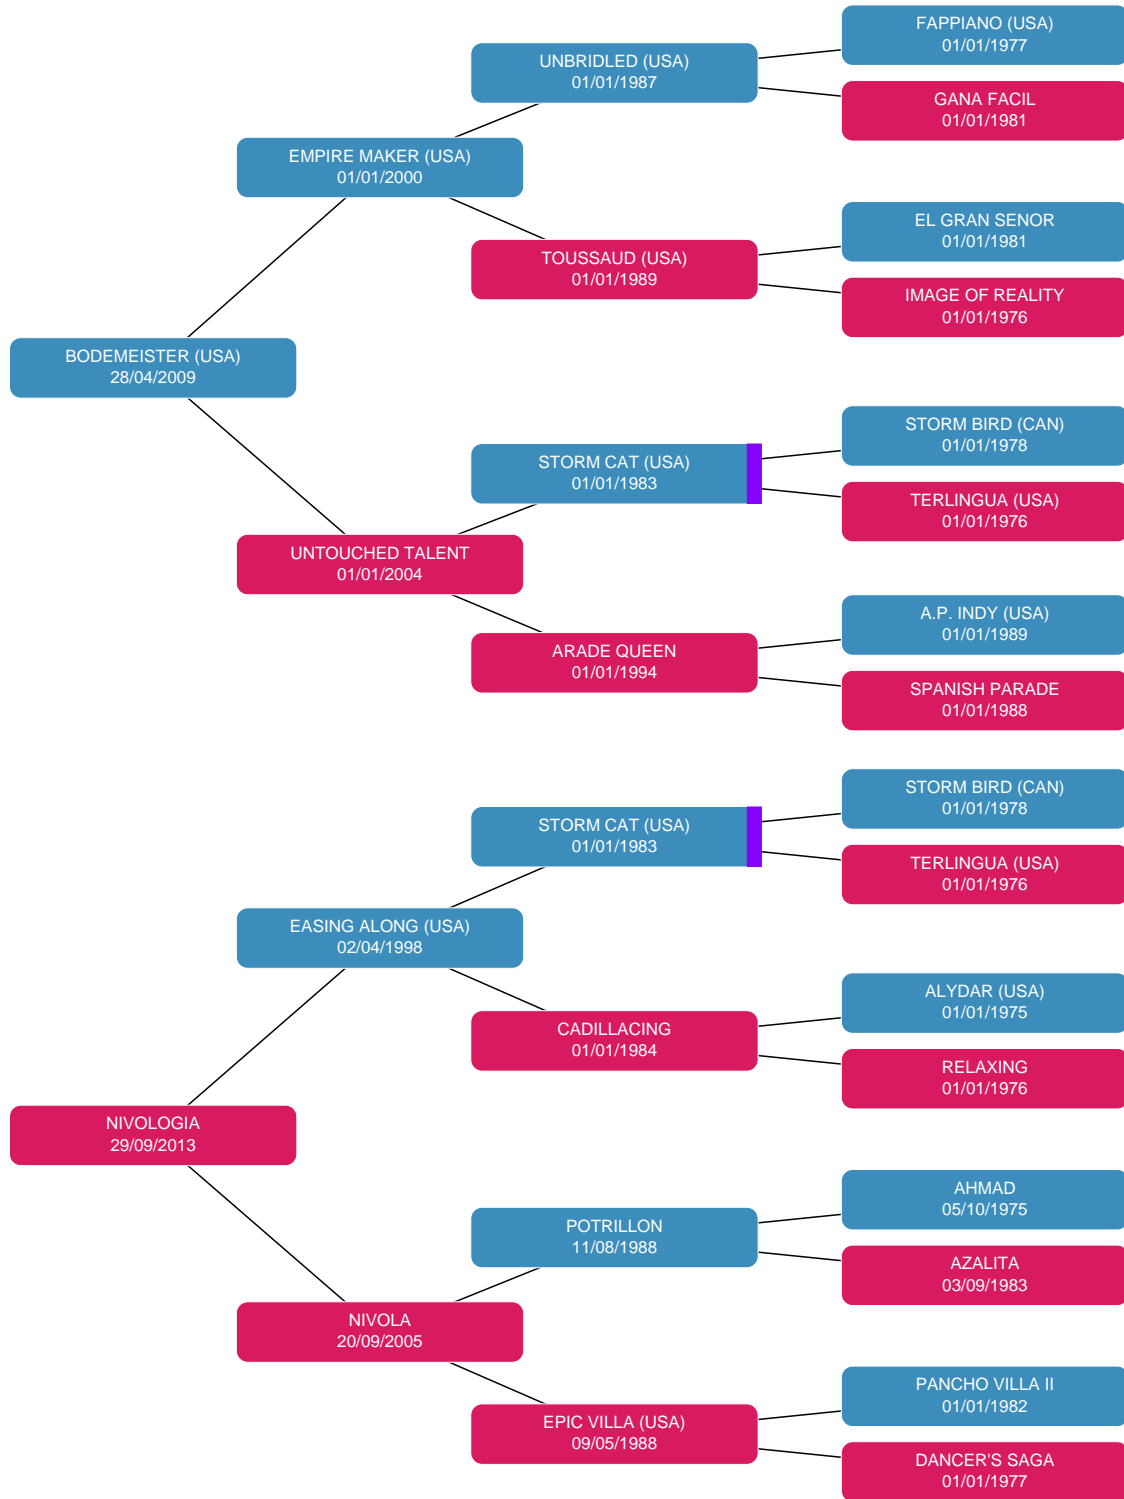 FAPPIANO (USA)
01/01/1977
UNBRIDLED (USA)
01/01/1987
GANA FACIL
01/01/1981
EMPIRE MAKER (USA)
01/01/2000
EL GRAN SENOR
01/01/1981
TOUSSAUD (USA)
01/01/1989
IMAGE OF REALITY
01/01/1976
BODEMEISTER (USA)
28/04/2009
STORM BIRD (CAN)
01/01/1978
STORM CAT (USA)
01/01/1983
TERLINGUA (USA)
01/01/1976
UNTOUCHED TALENT
01/01/2004
A.P. INDY (USA)
01/01/1989
ARADE QUEEN
01/01/1994
SPANISH PARADE
01/01/1988
STORM BIRD (CAN)
01/01/1978
STORM CAT (USA)
01/01/1983
TERLINGUA (USA)
01/01/1976
EASING ALONG (USA)
02/04/1998
ALYDAR (USA)
01/01/1975
CADILLACING
01/01/1984
RELAXING
01/01/1976
NIVOLOGIA
29/09/2013
AHMAD
05/10/1975
POTRILLON
11/08/1988
AZALITA
03/09/1983
NIVOLA
20/09/2005
PANCHO VILLA II
01/01/1982
EPIC VILLA (USA)
09/05/1988
DANCER'S SAGA
01/01/1977